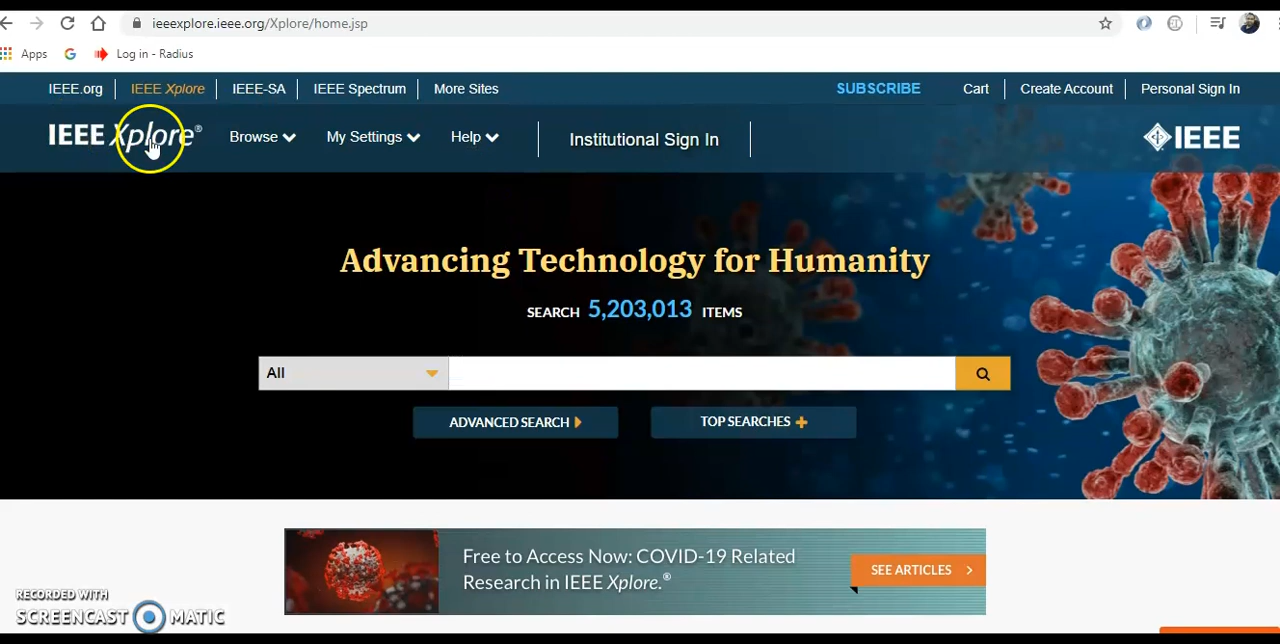 ieeexplore.ieee.org/Xplore/home.jsp
Apps G Log in - Radius
IEEE.org IEEE Xplore IEEE-SA IEEE Spectrum More Sites SUBSCRIBE Cart Create Account Personal Sign In
IEEE Xplore® Browse My Settings Help Institutional Sign In IEEE
Advancing Technology for Humanity
SEARCH 5,203,013 ITEMS
All
ADVANCED SEARCH TOP SEARCHES
Free to Access Now: COVID-19 Related
Research in IEEE Xplore.®
SEE ARTICLES
RECORDED WITH
SCREENCAST MATIC